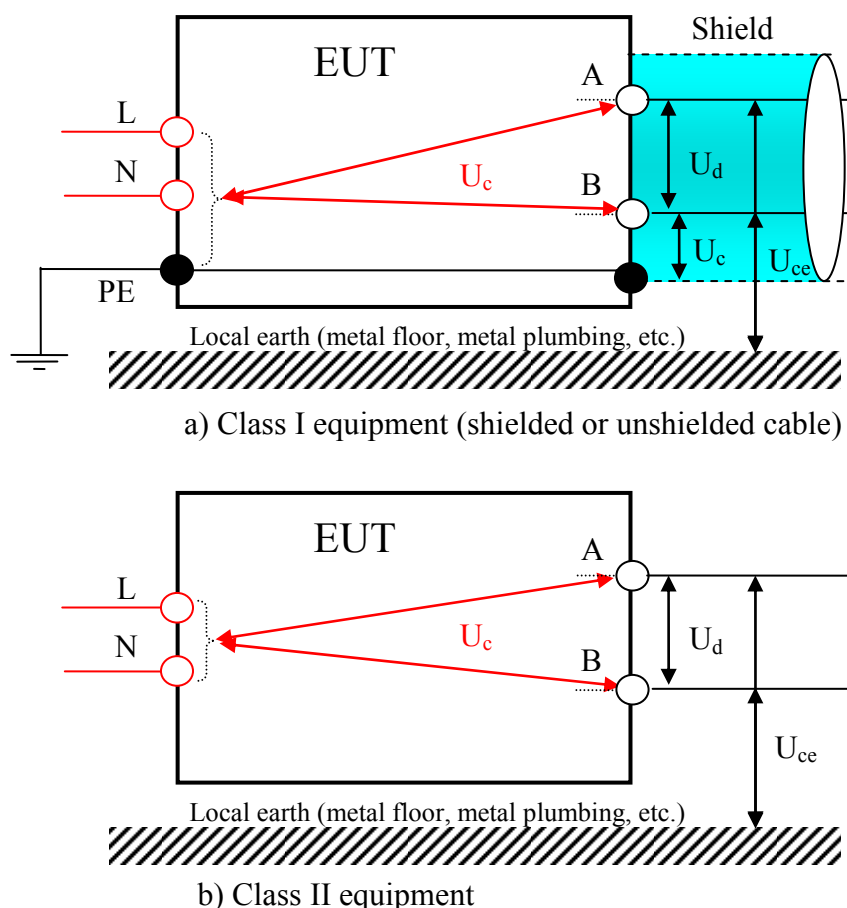 Shield
EUT
A
L
U_d
N
U_c
B
U_c
U_ce
PE
Local earth (metal floor, metal plumbing, etc.)
a) Class I equipment (shielded or unshielded cable)
EUT
A
L
U_d
N
U_c
B
U_ce
Local earth (metal floor, metal plumbing, etc.)
b) Class II equipment